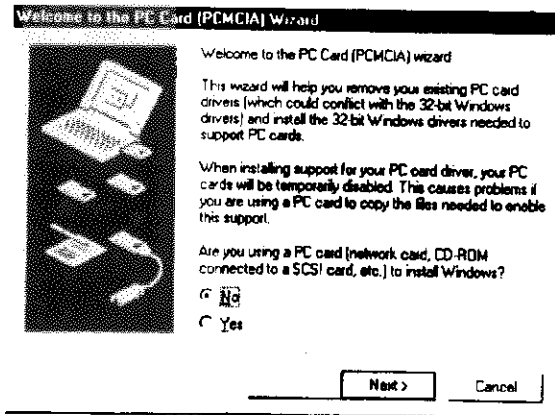 Welcome to the PC Card (PCMCIA) Wizard
Welcome to the PC Card (PCMCIA) wizard
This wizard will help you remove your existing PC card
drivers (which could conflict with the 32-bit Windows
drivers) and install the 32-bit Windows drivers needed to
support PC cards.
When installing support for your PC card driver, your PC
cards will be temporarily disabled. This causes problems if
you are using a PC card to copy the files needed to enable
this support.
Are you using a PC card (network card, CD-ROM
connected to a SCSI card, etc.) to install Windows?
No
Yes
Next >
Cancel